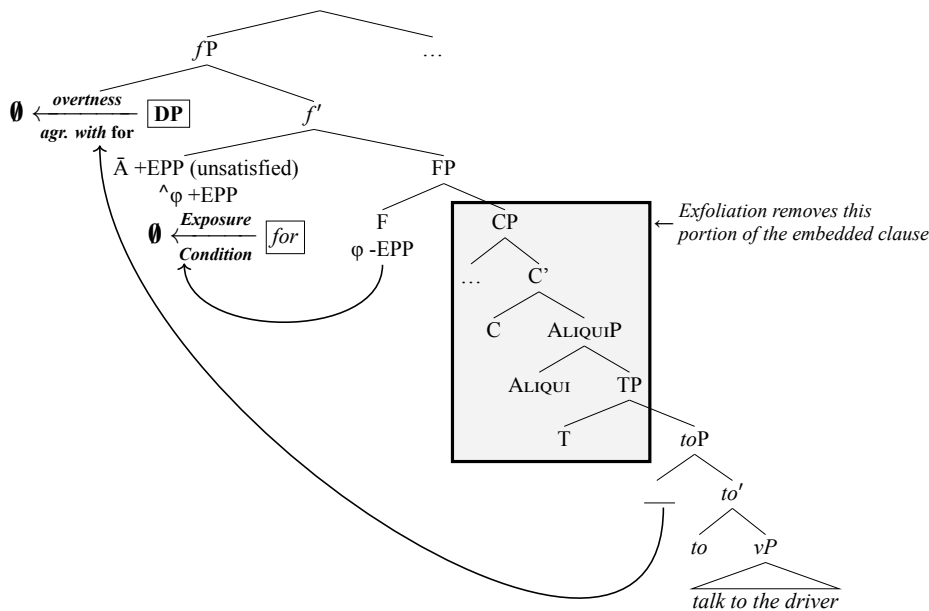 fP …
∅ overtness DP f′
agr. with for
Ā +EPP (unsatisfied) FP
^φ +EPP F CP ← Exfoliation removes this
∅ Exposure for φ -EPP portion of the embedded clause
Condition
… C’
C ALIQUIP
ALIQUI TP
T toP
to′
to vP
talk to the driver